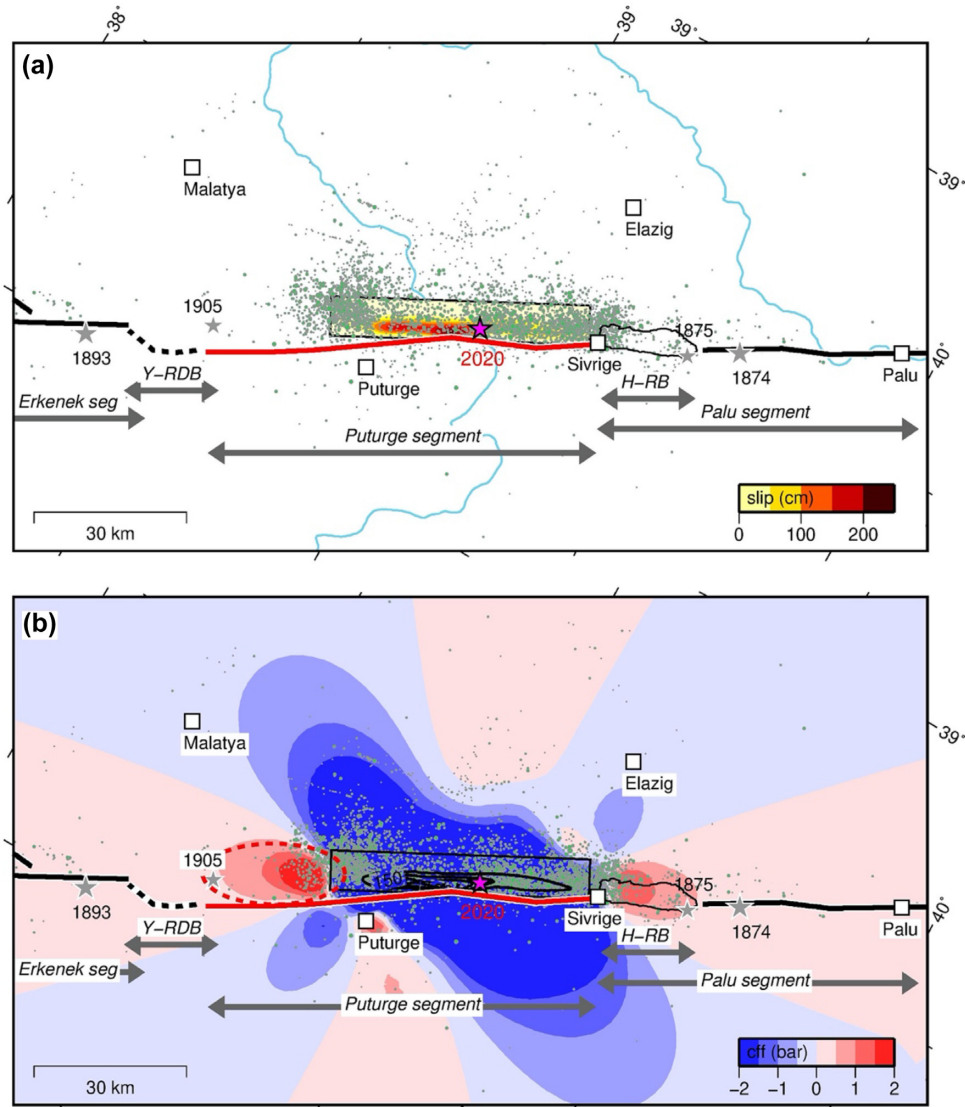 38°
39°
39°
(a)
Malatya
39°
Elazig
1905
1875
1893
2020
Sivrige
1874
40°
Y−RDB
Puturge
H−RB
Palu
Erkenek seg
Puturge segment
Palu segment
slip (cm)
30 km
0 100 200
(b)
Malatya
39°
Elazig
1905
150
1875
1893
2020
Sivrige
1874
40°
Y−RDB
Puturge
H−RB
Palu
Erkenek seg
Puturge segment
Palu segment
cff (bar)
30 km
−2 −1 0 1 2